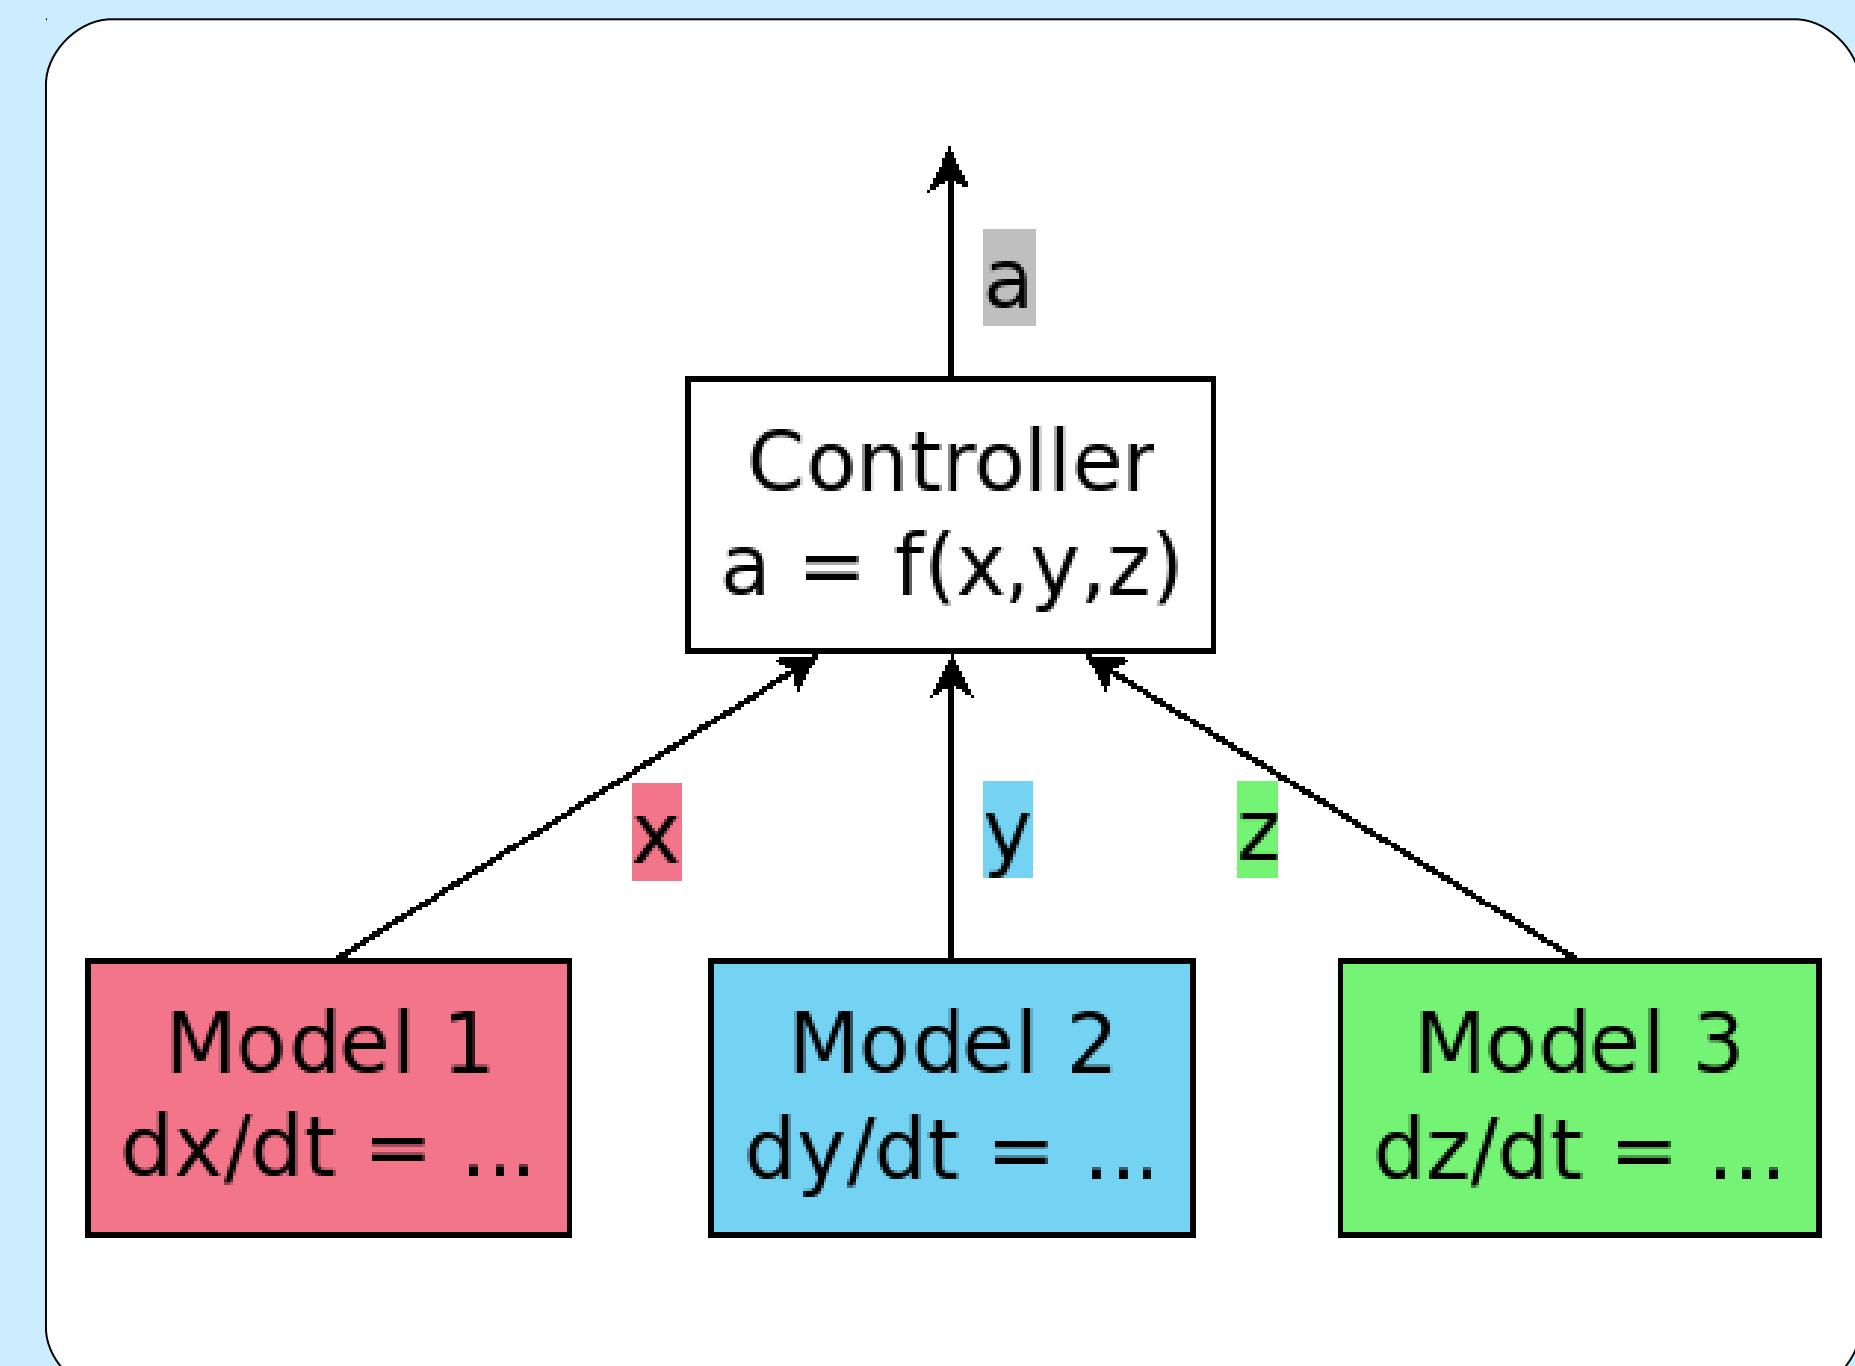 a
Controller
a = f(x,y,z)
x
y
z
Model 1
dx/dt = ...
Model 2
dy/dt = ...
Model 3
dz/dt = ...